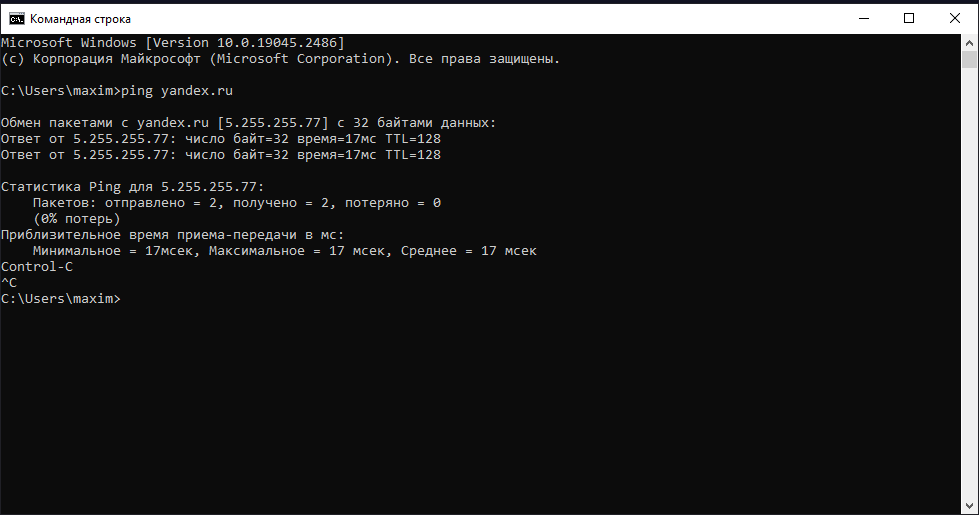 Командная строка
Microsoft Windows [Version 10.0.19045.2486]
(c) Корпорация Майкрософт (Microsoft Corporation). Все права защищены.
C:\Users\maxim>ping yandex.ru
Обмен пакетами с yandex.ru [5.255.255.77] с 32 байтами данных:
Ответ от 5.255.255.77: число байт=32 время=17мс TTL=128
Ответ от 5.255.255.77: число байт=32 время=17мс TTL=128
Статистика Ping для 5.255.255.77:
    Пакетов: отправлено = 2, получено = 2, потеряно = 0
    (0% потерь)
Приблизительное время приема-передачи в мс:
    Минимальное = 17мсек, Максимальное = 17 мсек, Среднее = 17 мсек
Control-C
^C
C:\Users\maxim>